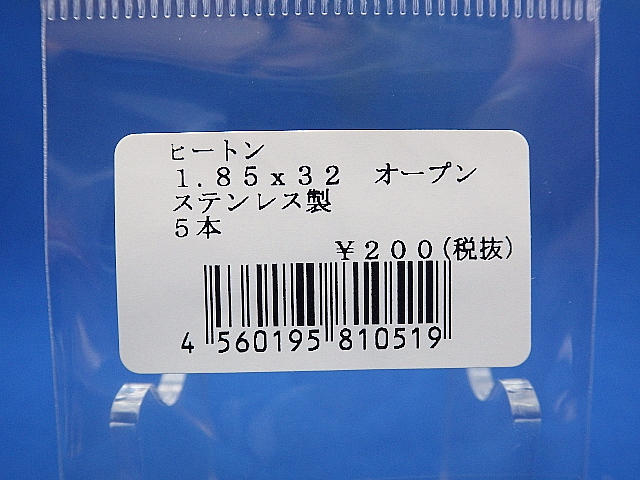 ヒートン
１.８５ｘ３２　オープン
ステンレス製
５本
￥２００(税抜)
4 560195 810519